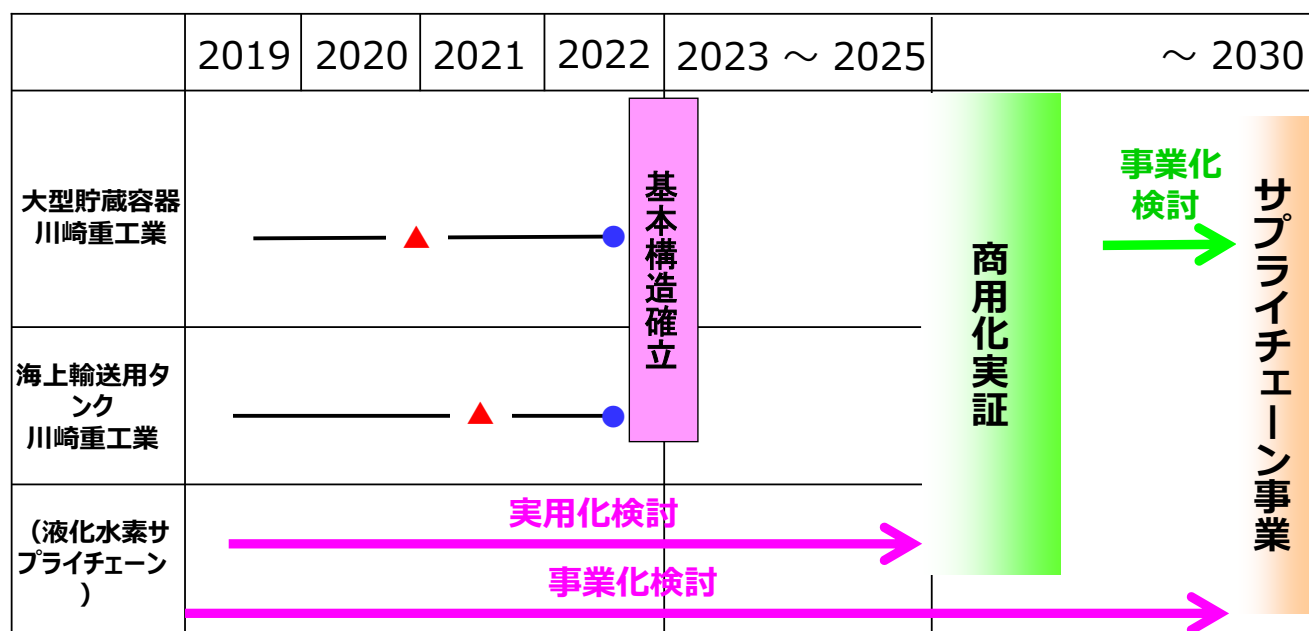 2019 2020 2021 2022 2023 ～ 2025 ～ 2030
大型貯蔵容器
川崎重工業
海上輸送用タ
ンク
川崎重工業
（液化水素サ
プライチェーン
）
基本構造確立
商用化実証
事業化
検討
サプライチェーン事業
実用化検討
事業化検討